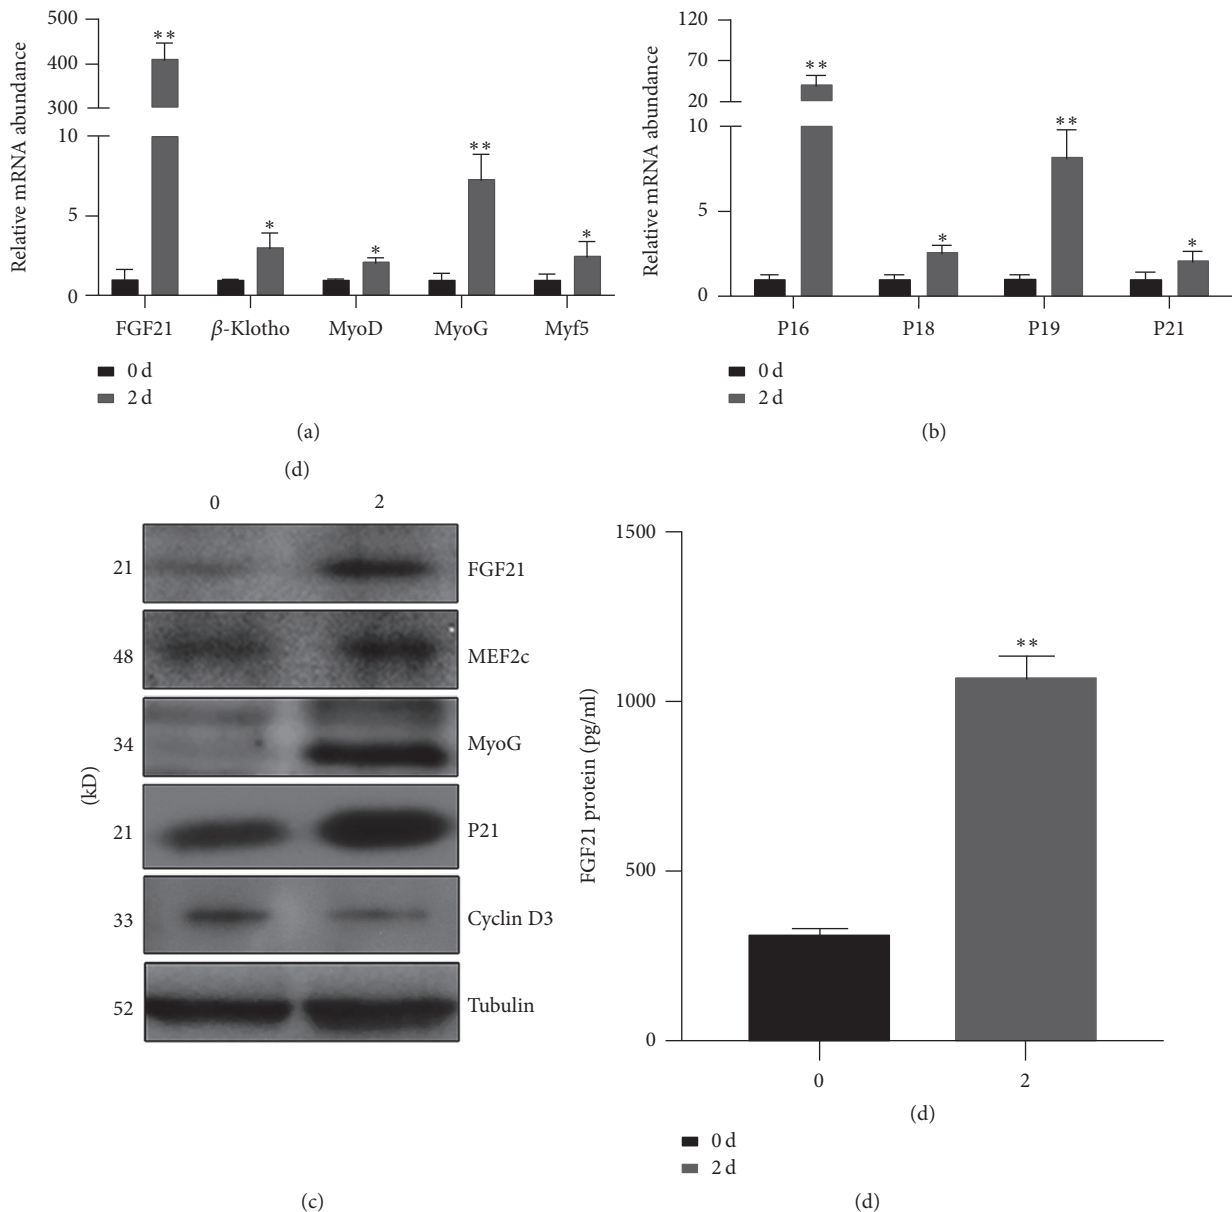 Relative mRNA abundance
500
400
300
10
5
0
**
*
*
**
*
FGF21 β-Klotho MyoD MyoG Myf5
0 d
2 d
(a)
Relative mRNA abundance
120
70
20
10
5
0
**
*
**
*
P16 P18 P19 P21
0 d
2 d
(b)
(d)
0 2
(kD)
21 FGF21
48 MEF2c
34 MyoG
21 P21
33 Cyclin D3
52 Tubulin
(c)
FGF21 protein (pg/ml)
1500
1000
500
0
**
0 2
(d)
0 d
2 d
(d)